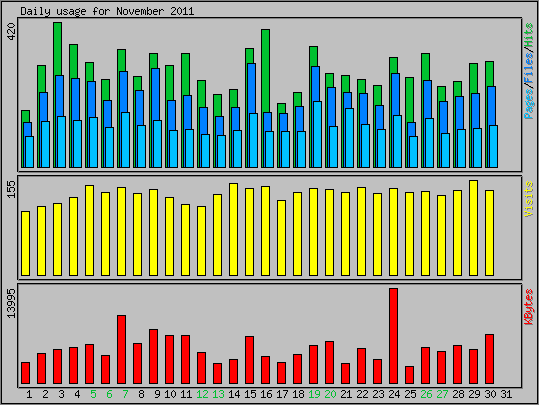 Daily usage for November 2011
420
Pages/Files/Hits
155
Visits
13995
KBytes
1 2 3 4 5 6 7 8 9 10 11 12 13 14 15 16 17 18 19 20 21 22 23 24 25 26 27 28 29 30 31